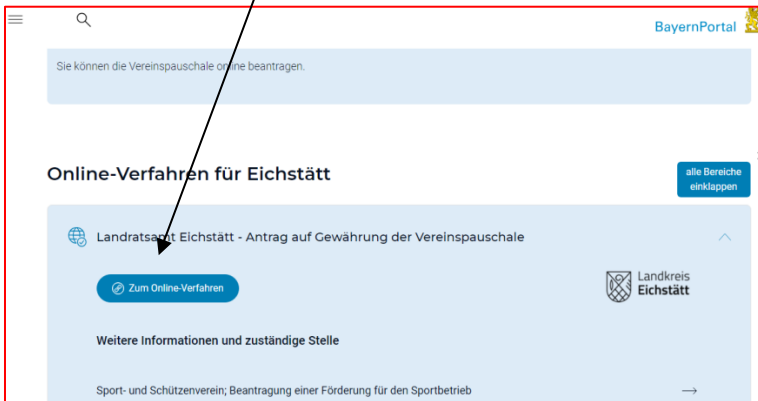 BayernPortal
Sie können die Vereinspauschale online beantragen.
Online-Verfahren für Eichstätt
alle Bereiche
einklappen
Landratsamt Eichstätt - Antrag auf Gewährung der Vereinspauschale
Zum Online-Verfahren
Landkreis
Eichstätt
Weitere Informationen und zuständige Stelle
Sport- und Schützenverein; Beantragung einer Förderung für den Sportbetrieb